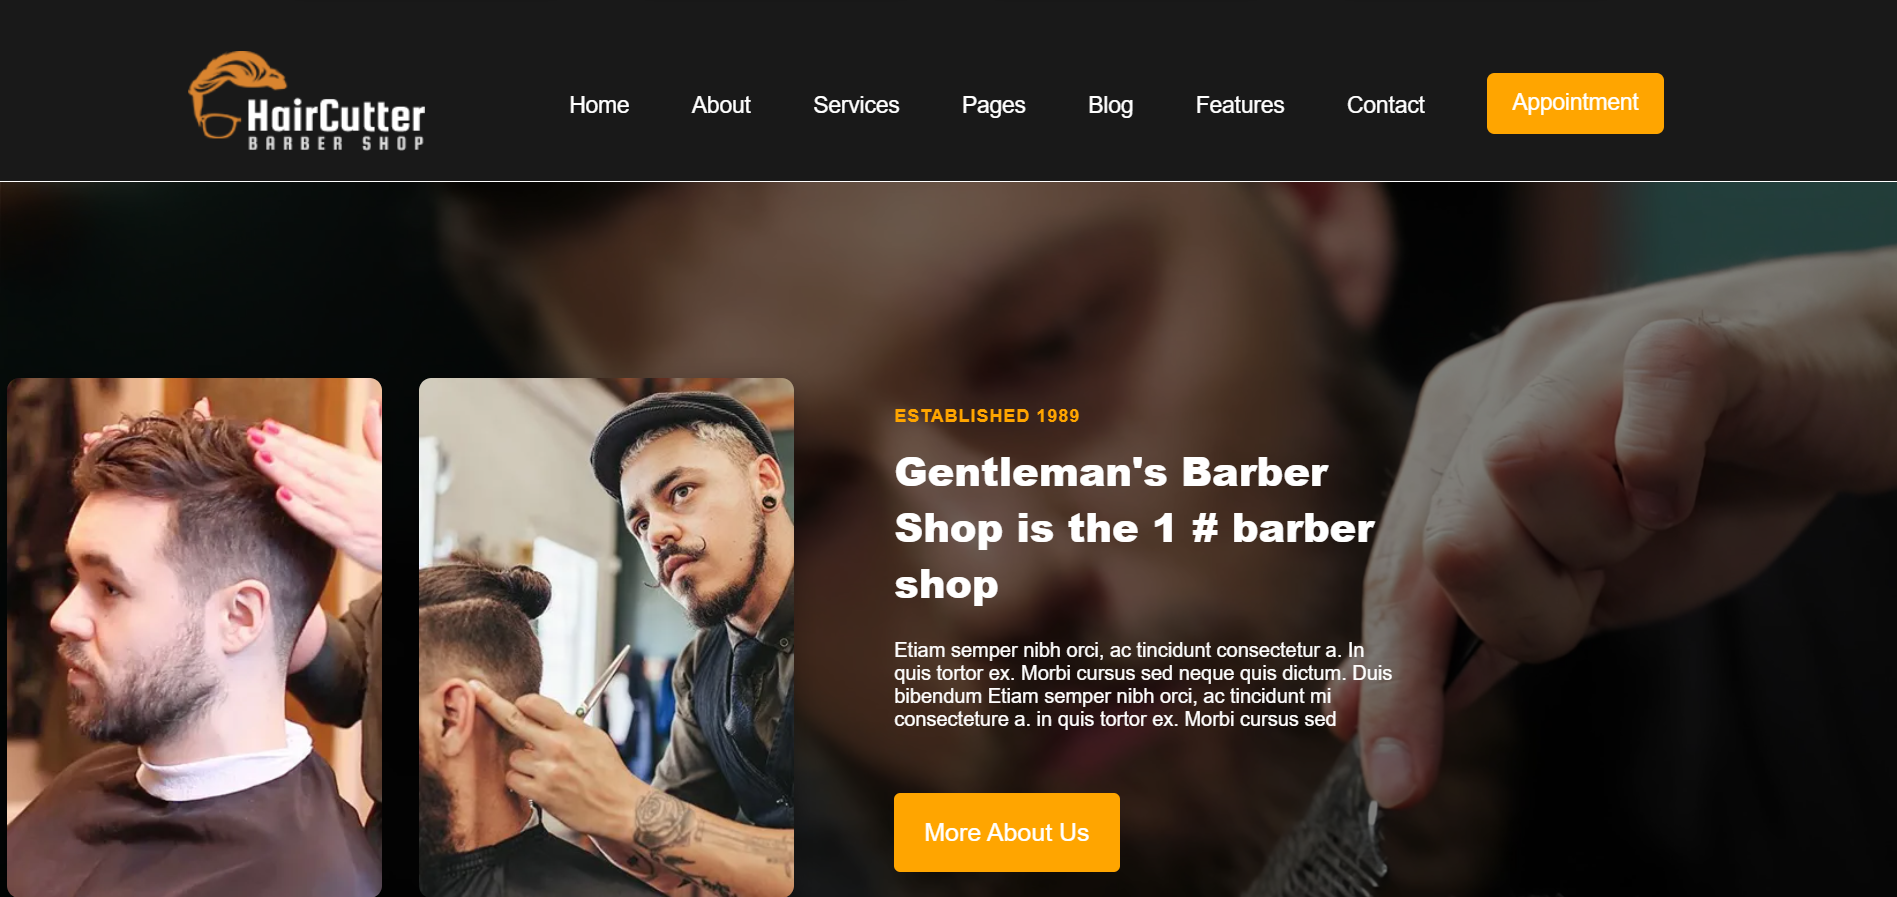 HairCutter
BARBER SHOP
Home
About
Services
Pages
Blog
Features
Contact
Appointment
ESTABLISHED 1989
Gentleman's Barber
Shop is the 1 # barber
shop
Etiam semper nibh orci, ac tincidunt consectetur a. In
quis tortor ex. Morbi cursus sed neque quis dictum. Duis
bibendum Etiam semper nibh orci, ac tincidunt mi
consecteture a. in quis tortor ex. Morbi cursus sed
More About Us